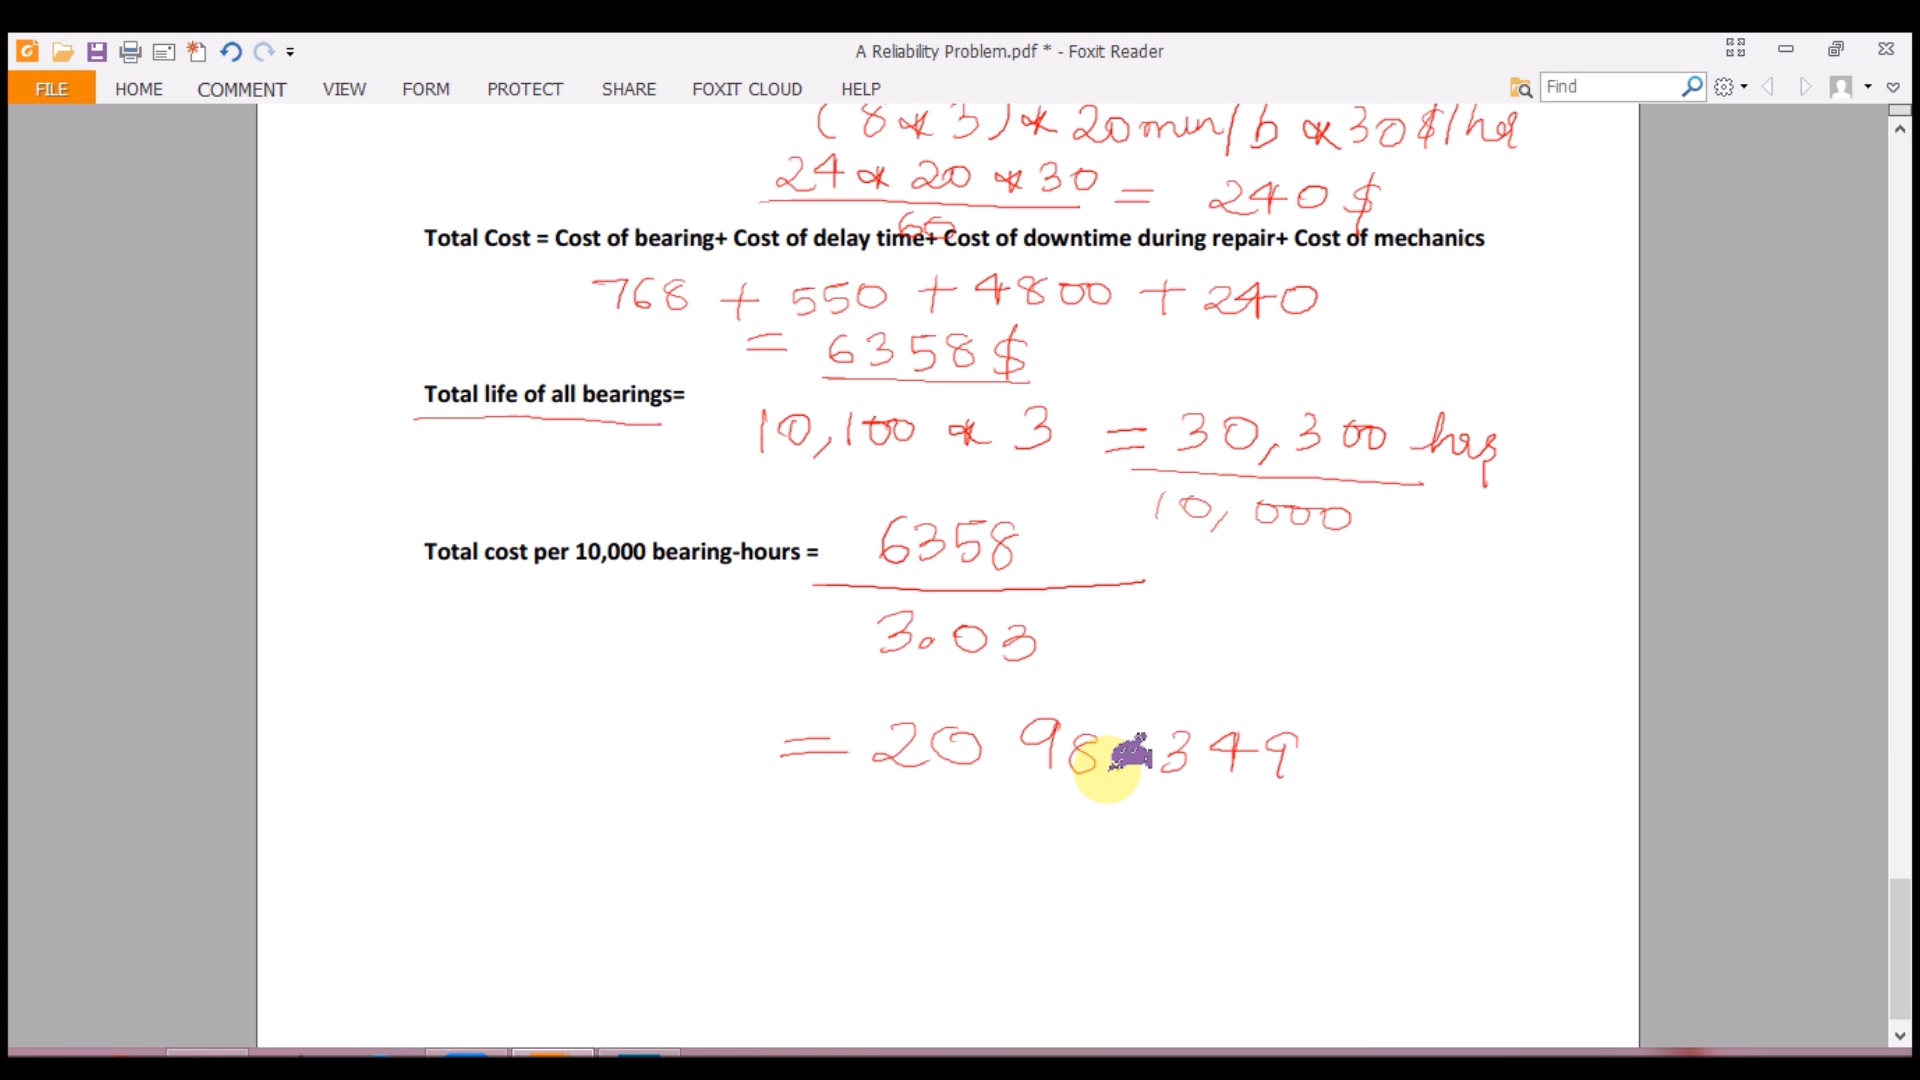 A Reliability Problem.pdf * - Foxit Reader
FILE HOME COMMENT VIEW FORM PROTECT SHARE FOXIT CLOUD HELP Find
(8*3)* 20min/b * 30$/hr
24 * 20 * 30 = 240 $
60
Total Cost = Cost of bearing+ Cost of delay time+ Cost of downtime during repair+ Cost of mechanics
768 + 550 + 4800 + 240
= 6358 $
Total life of all bearings=
10,100 * 3 = 30,300 hrs
10,000
Total cost per 10,000 bearing-hours = 6358
3.03
= 20 98 349